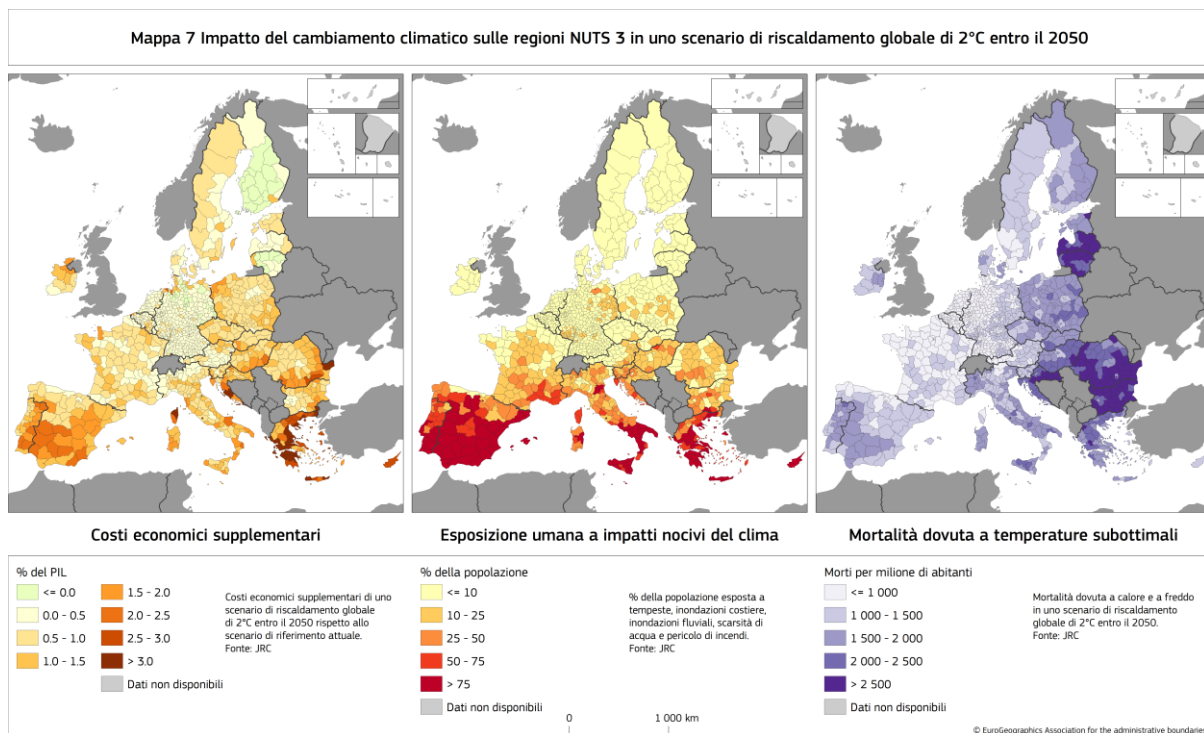 Mappa 7 Impatto del cambiamento climatico sulle regioni NUTS 3 in uno scenario di riscaldamento globale di 2°C entro il 2050
Costi economici supplementari
% del PIL
<= 0.0
0.0 - 0.5
0.5 - 1.0
1.0 - 1.5
1.5 - 2.0
2.0 - 2.5
2.5 - 3.0
> 3.0
Dati non disponibili
Costi economici supplementari di uno
scenario di riscaldamento globale
di 2°C entro il 2050 rispetto allo
scenario di riferimento attuale.
Fonte: JRC
Esposizione umana a impatti nocivi del clima
% della popolazione
<= 10
10 - 25
25 - 50
50 - 75
> 75
Dati non disponibili
% della popolazione esposta a
tempeste, inondazioni costiere,
inondazioni fluviali, scarsità di
acqua e pericolo di incendi.
Fonte: JRC
0 1 000 km
Mortalità dovuta a temperature subottimali
Morti per milione di abitanti
<= 1 000
1 000 - 1 500
1 500 - 2 000
2 000 - 2 500
> 2 500
Dati non disponibili
Mortalità dovuta a calore e a freddo
in uno scenario di riscaldamento
globale di 2°C entro il 2050.
Fonte: JRC
© EuroGeographics Association for the administrative boundaries